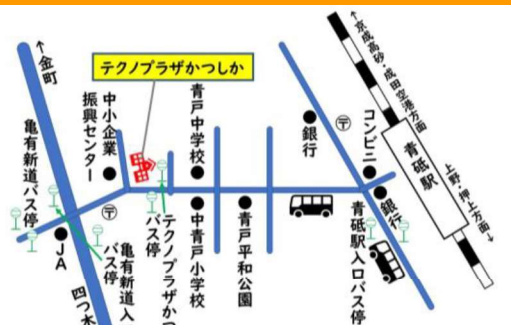 ↑金町
テクノプラザかつしか
↑京成高砂・成田空港方面
中小企業
振興センター
青戸中学校
銀行
〒
コンビニ
青砥駅
上野・押上方面→
亀有新道バス停
〒
JA
亀有新道入
バス停
テクノプラザかつ
バス停
中青戸小学校
青戸平和公園
銀行
青砥駅入口バス停
四つ木